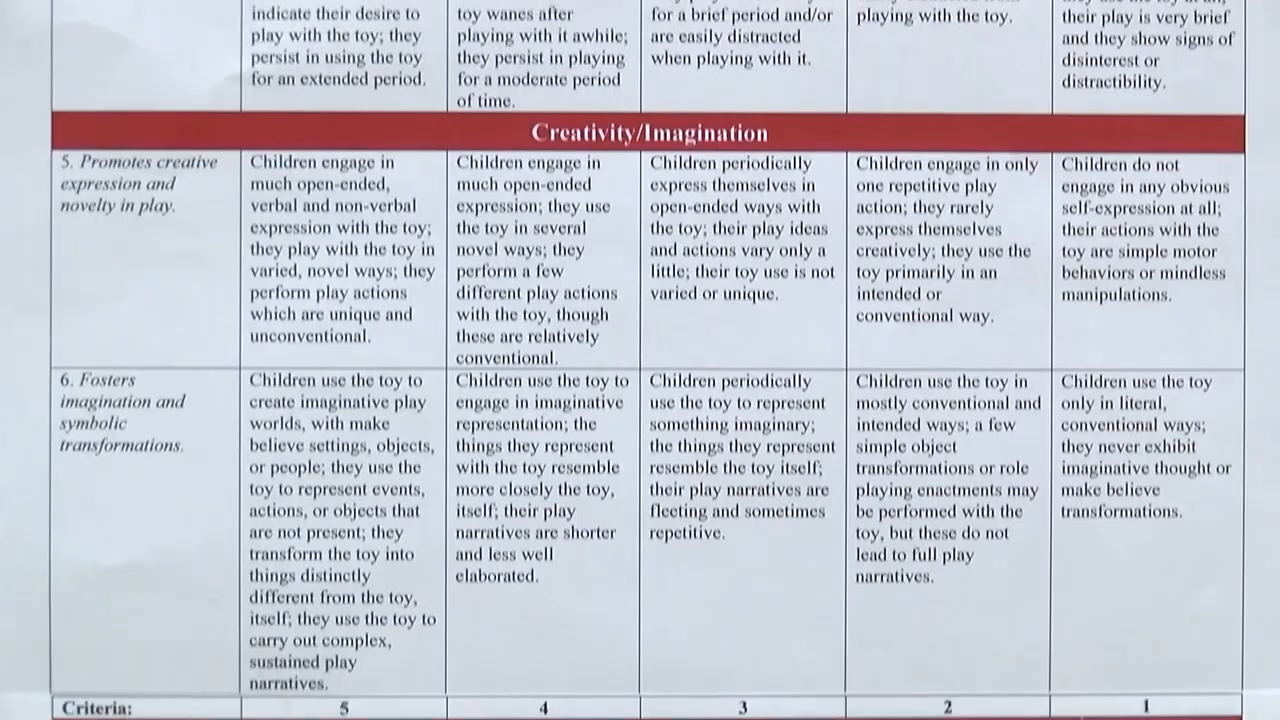 indicate their desire to
play with the toy; they
persist in using the toy
for an extended period.
toy wanes after
playing with it awhile;
they persist in playing
for a moderate period
of time.
for a brief period and/or
are easily distracted
when playing with it.
playing with the toy.
their play is very brief
and they show signs of
disinterest or
distractibility.
Creativity/Imagination
5. Promotes creative
expression and
novelty in play.
Children engage in
much open-ended,
verbal and non-verbal
expression with the toy;
they play with the toy in
varied, novel ways; they
perform play actions
which are unique and
unconventional.
Children engage in
much open-ended
expression; they use
the toy in several
novel ways; they
perform a few
different play actions
with the toy, though
these are relatively
conventional.
Children periodically
express themselves in
open-ended ways with
the toy; their play ideas
and actions vary only a
little; their toy use is not
varied or unique.
Children engage in only
one repetitive play
action; they rarely
express themselves
creatively; they use the
toy primarily in an
intended or
conventional way.
Children do not
engage in any obvious
self-expression at all;
their actions with the
toy are simple motor
behaviors or mindless
manipulations.
6. Fosters
imagination and
symbolic
transformations.
Children use the toy to
create imaginative play
worlds, with make
believe settings, objects,
or people; they use the
toy to represent events,
actions, or objects that
are not present; they
transform the toy into
things distinctly
different from the toy,
itself; they use the toy to
carry out complex,
sustained play
narratives.
Children use the toy to
engage in imaginative
representation; the
things they represent
with the toy resemble
more closely the toy,
itself; their play
narratives are shorter
and less well
elaborated.
Children periodically
use the toy to represent
something imaginary;
the things they represent
resemble the toy itself;
their play narratives are
fleeting and sometimes
repetitive.
Children use the toy in
mostly conventional and
intended ways; a few
simple object
transformations or role
playing enactments may
be performed with the
toy, but these do not
lead to full play
narratives.
Children use the toy
only in literal,
conventional ways;
they never exhibit
imaginative thought or
make believe
transformations.
Criteria: 5 4 3 2 1